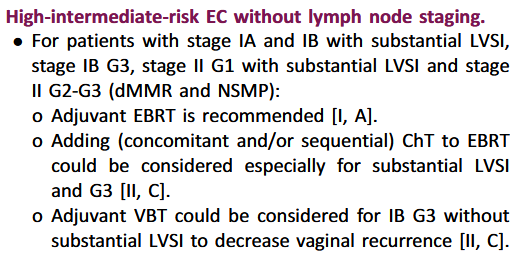 High-intermediate-risk EC without lymph node staging.
• For patients with stage IA and IB with substantial LVSI,
stage IB G3, stage II G1 with substantial LVSI and stage
II G2-G3 (dMMR and NSMP):
o Adjuvant EBRT is recommended [I, A].
o Adding (concomitant and/or sequential) ChT to EBRT
could be considered especially for substantial LVSI
and G3 [II, C].
o Adjuvant VBT could be considered for IB G3 without
substantial LVSI to decrease vaginal recurrence [II, C].